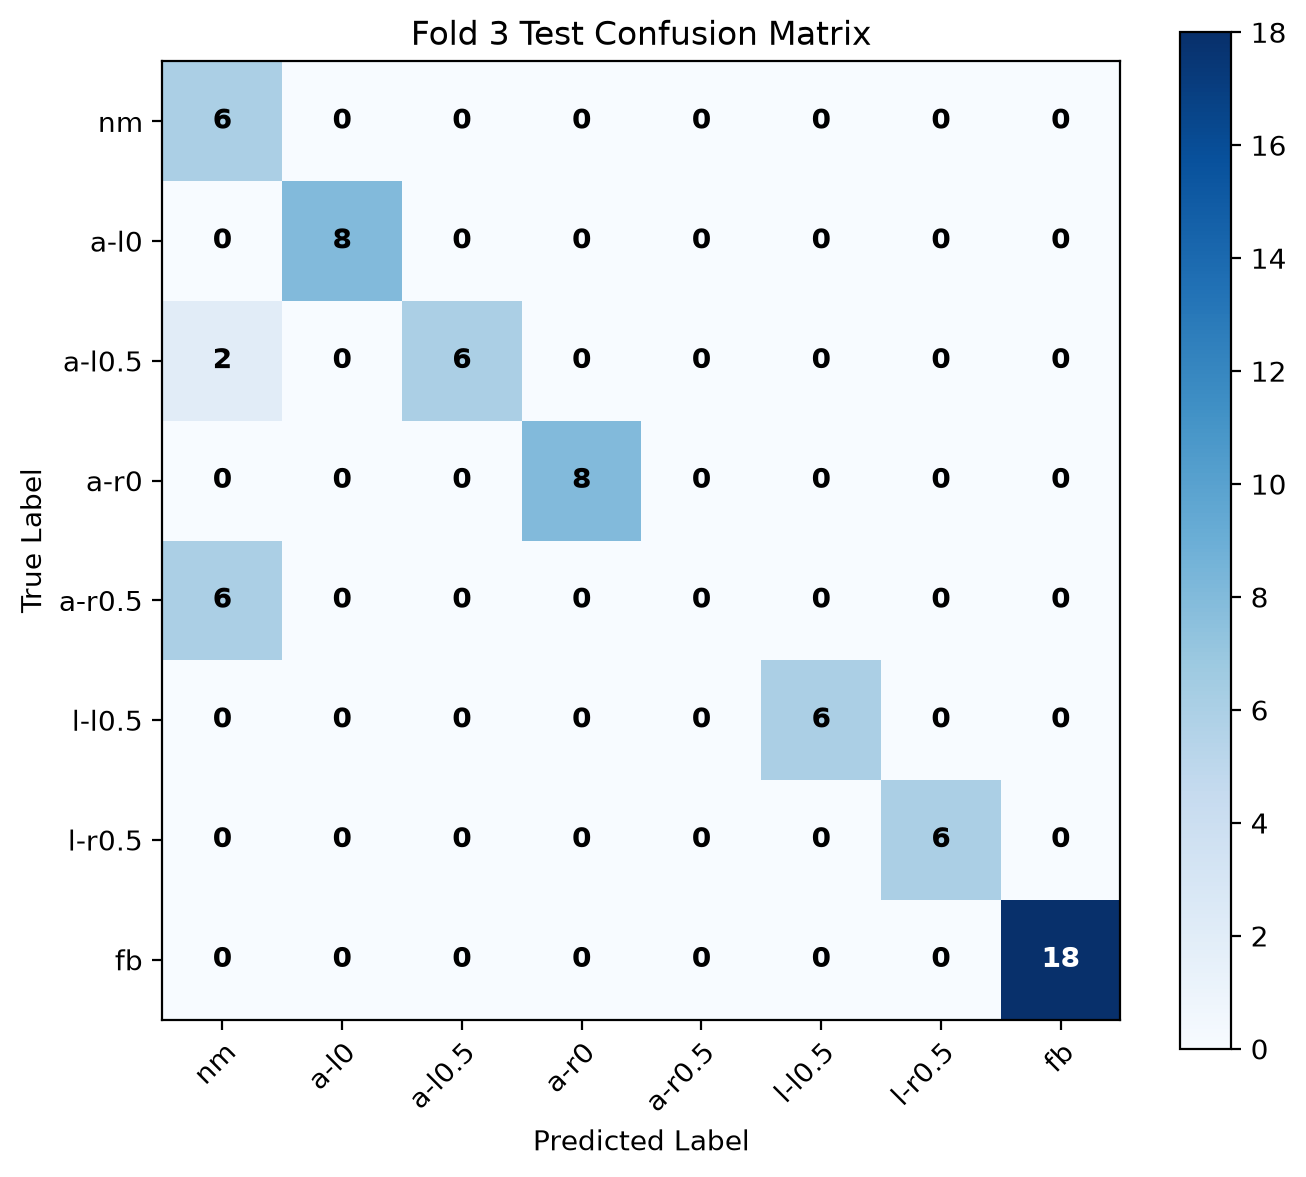 Fold 3 Test Confusion Matrix
True Label
nm 6 0 0 0 0 0 0 0
a-l0 0 8 0 0 0 0 0 0
a-l0.5 2 0 6 0 0 0 0 0
a-r0 0 0 0 8 0 0 0 0
a-r0.5 6 0 0 0 0 0 0 0
l-l0.5 0 0 0 0 0 6 0 0
l-r0.5 0 0 0 0 0 0 6 0
fb 0 0 0 0 0 0 0 18
nm a-l0 a-l0.5 a-r0 a-r0.5 l-l0.5 l-r0.5 fb
Predicted Label
18
16
14
12
10
8
6
4
2
0